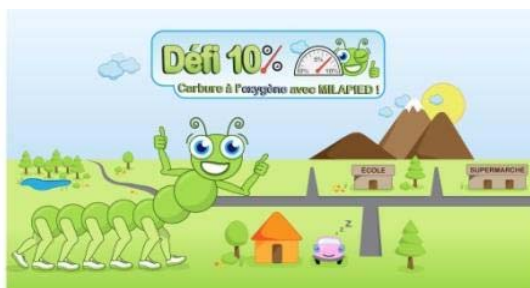 Défi 10%
Carbure à l'oxygène avec MILAPIED !
ÉCOLE
SUPERMARCHE
Z
Z